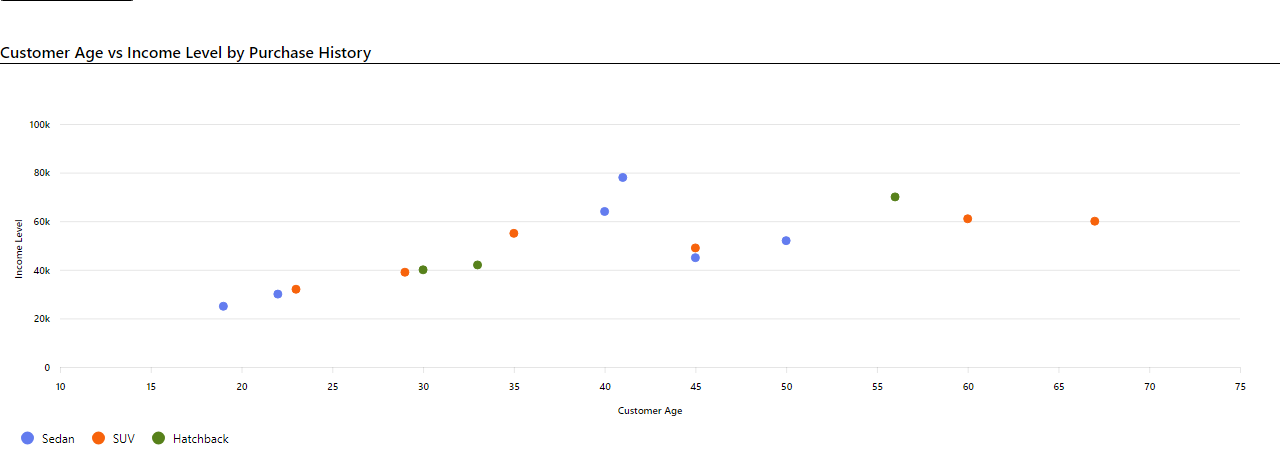 Customer Age vs Income Level by Purchase History
100k
80k
60k
40k
20k
0
Income Level
10 15 20 25 30 35 40 45 50 55 60 65 70 75
Customer Age
Sedan SUV Hatchback